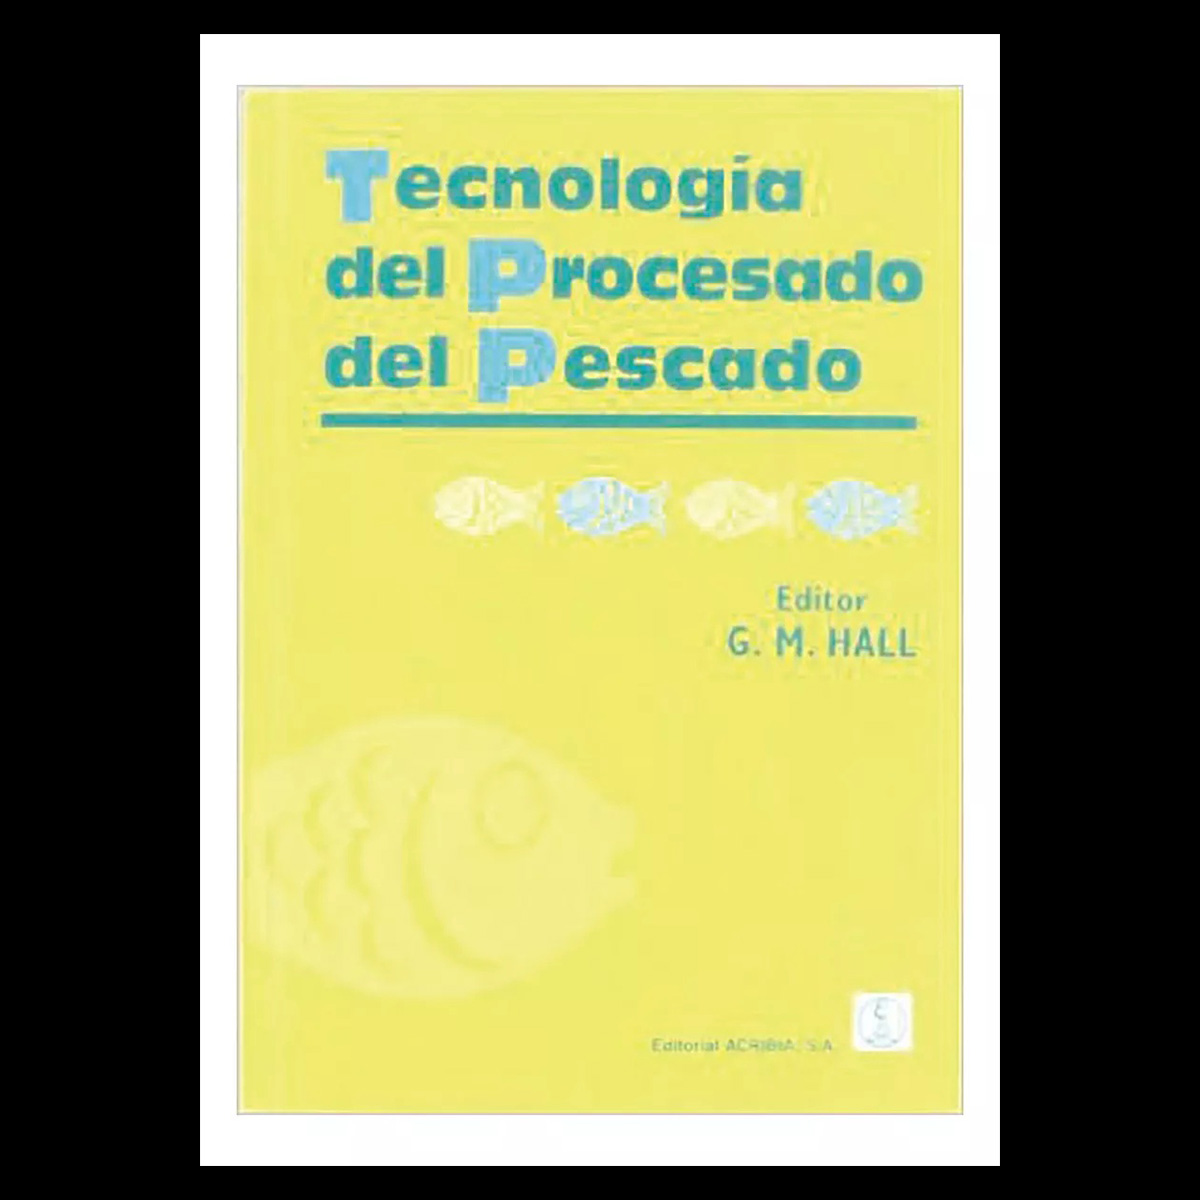 Tecnología
del Procesado
del Pescado
Editor
G. M. HALL
Editorial ACRIBIA, S.A.